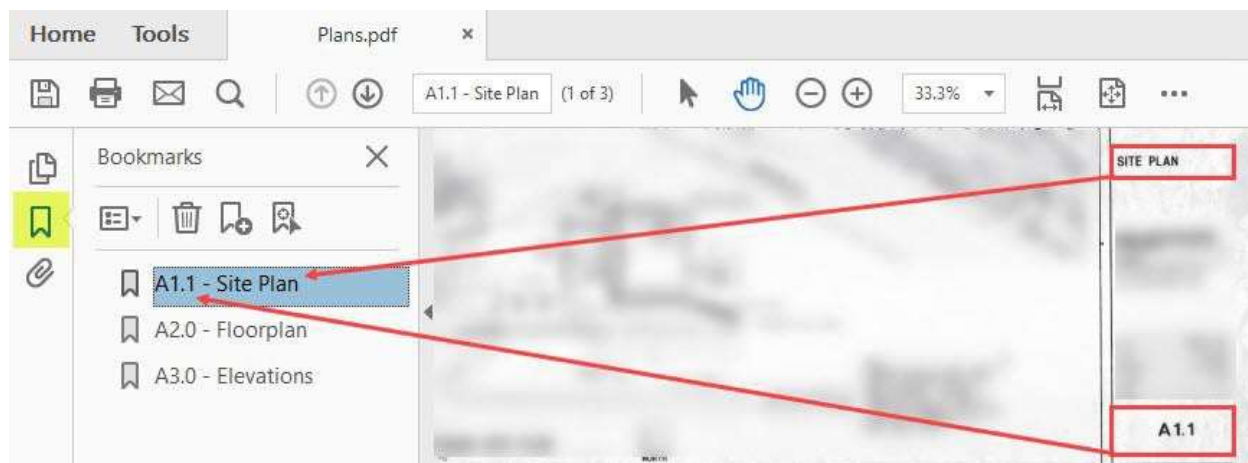 Home Tools Plans.pdf ×
A1.1 - Site Plan (1 of 3) 33.3%
Bookmarks
A1.1 - Site Plan
A2.0 - Floorplan
A3.0 - Elevations
SITE PLAN
A1.1
NORTH